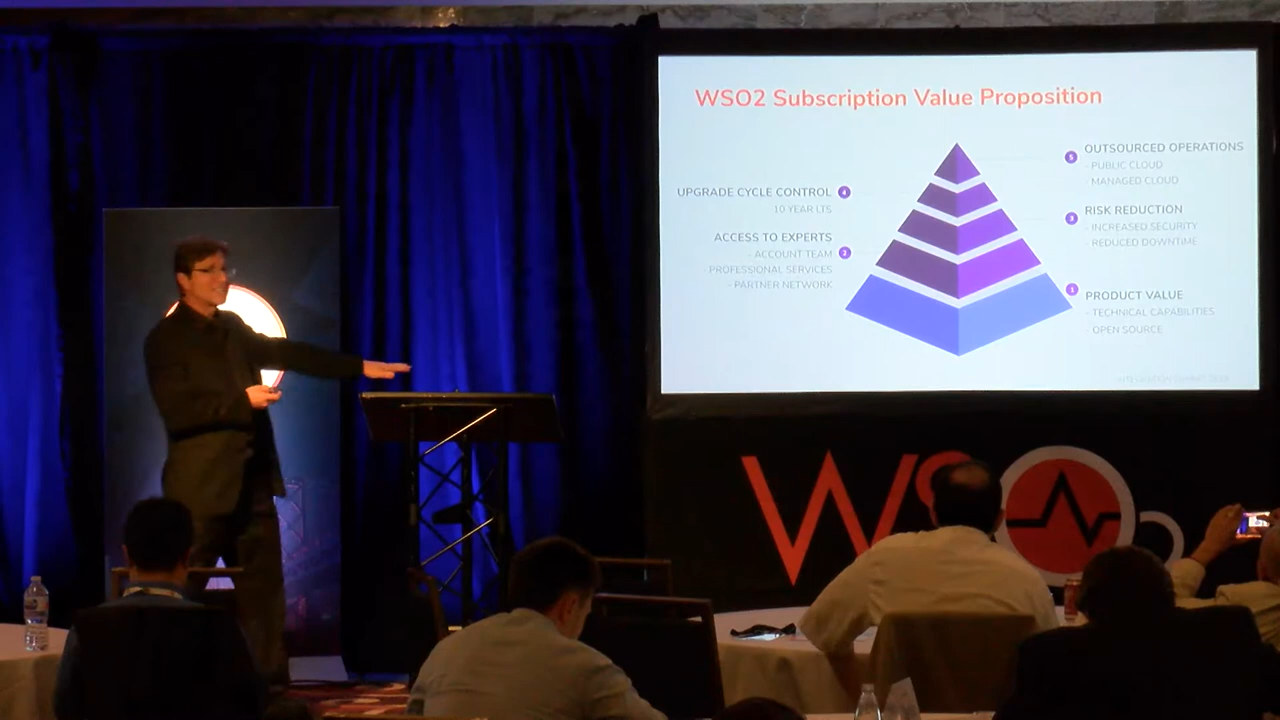 WSO2 Subscription Value Proposition
5
OUTSOURCED OPERATIONS
- PUBLIC CLOUD
- MANAGED CLOUD
UPGRADE CYCLE CONTROL
4
10 YEAR LTS
3
RISK REDUCTION
- INCREASED SECURITY
- REDUCED DOWNTIME
ACCESS TO EXPERTS
2
- ACCOUNT TEAM
- PROFESSIONAL SERVICES
- PARTNER NETWORK
1
PRODUCT VALUE
- TECHNICAL CAPABILITIES
- OPEN SOURCE
WSO2